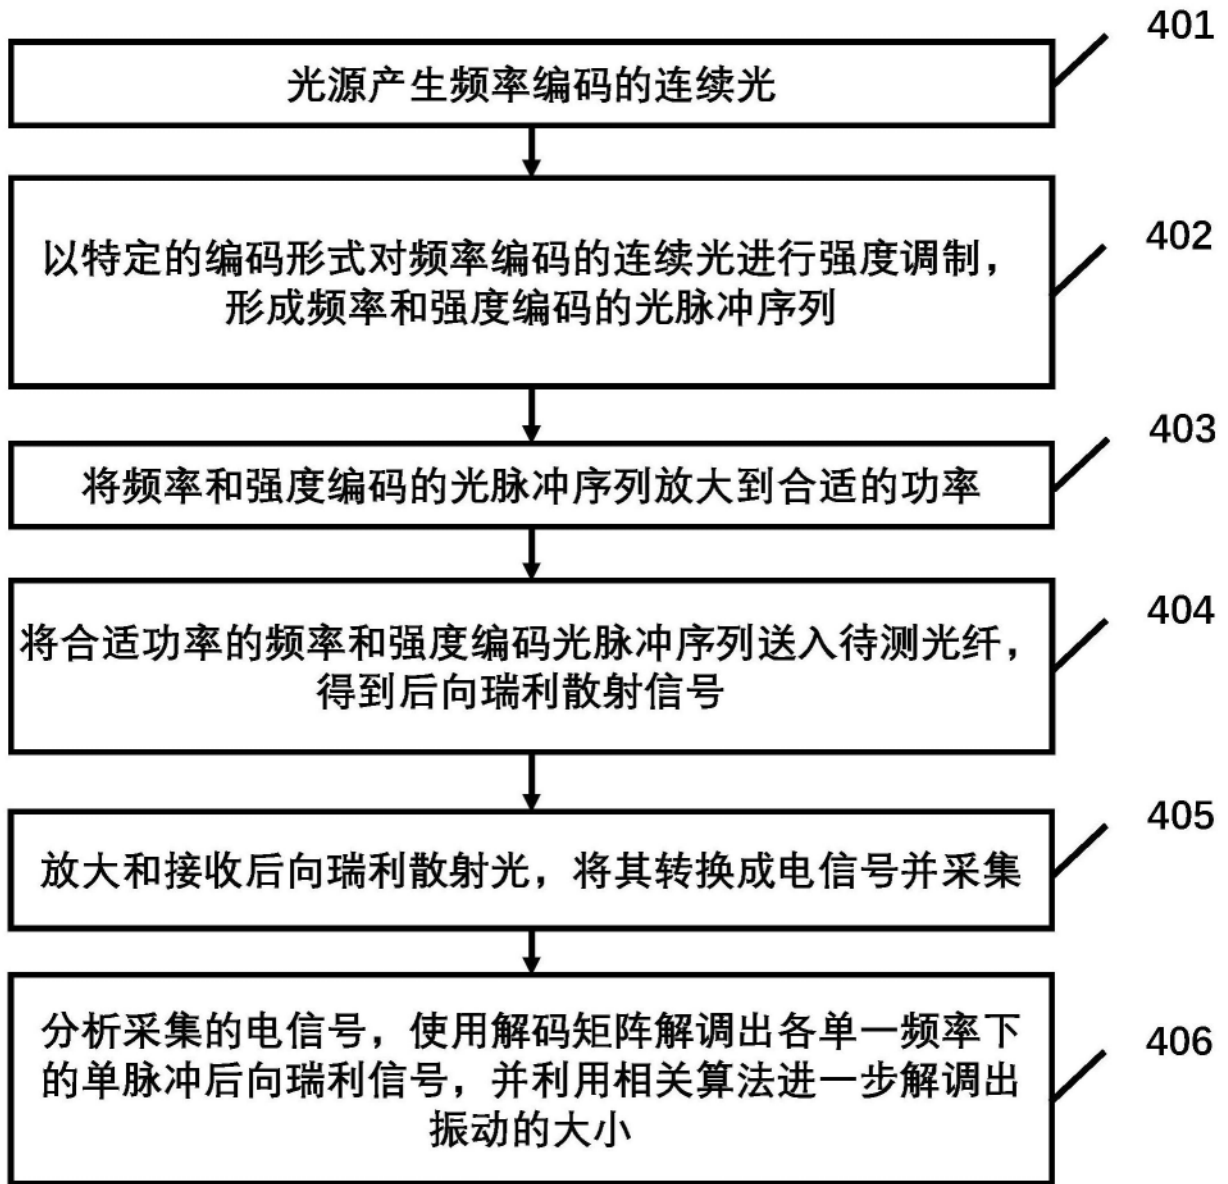 401
光源产生频率编码的连续光
402
以特定的编码形式对频率编码的连续光进行强度调制，
形成频率和强度编码的光脉冲序列
403
将频率和强度编码的光脉冲序列放大到合适的功率
404
将合适功率的频率和强度编码光脉冲序列送入待测光纤，
得到后向瑞利散射信号
405
放大和接收后向瑞利散射光，将其转换成电信号并采集
406
分析采集的电信号，使用解码矩阵解调出各单一频率下
的单脉冲后向瑞利信号，并利用相关算法进一步解调出
振动的大小